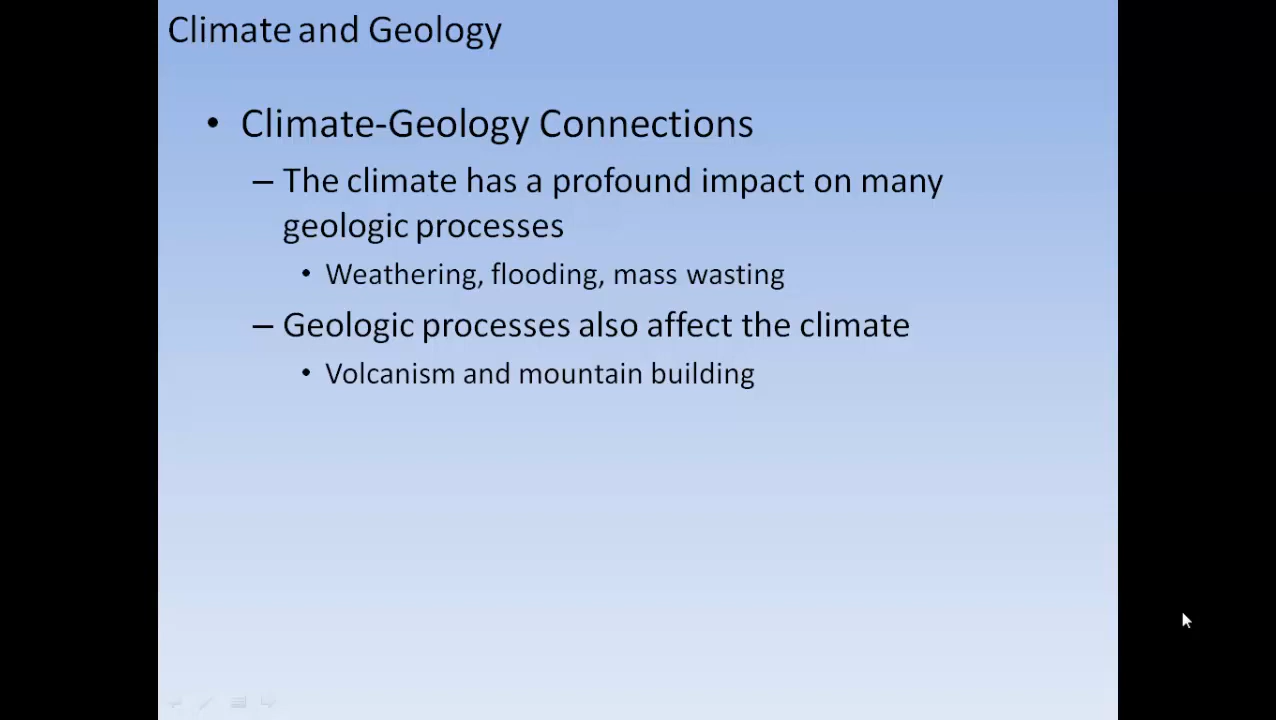 Climate and Geology
• Climate-Geology Connections
– The climate has a profound impact on many
geologic processes
• Weathering, flooding, mass wasting
– Geologic processes also affect the climate
• Volcanism and mountain building